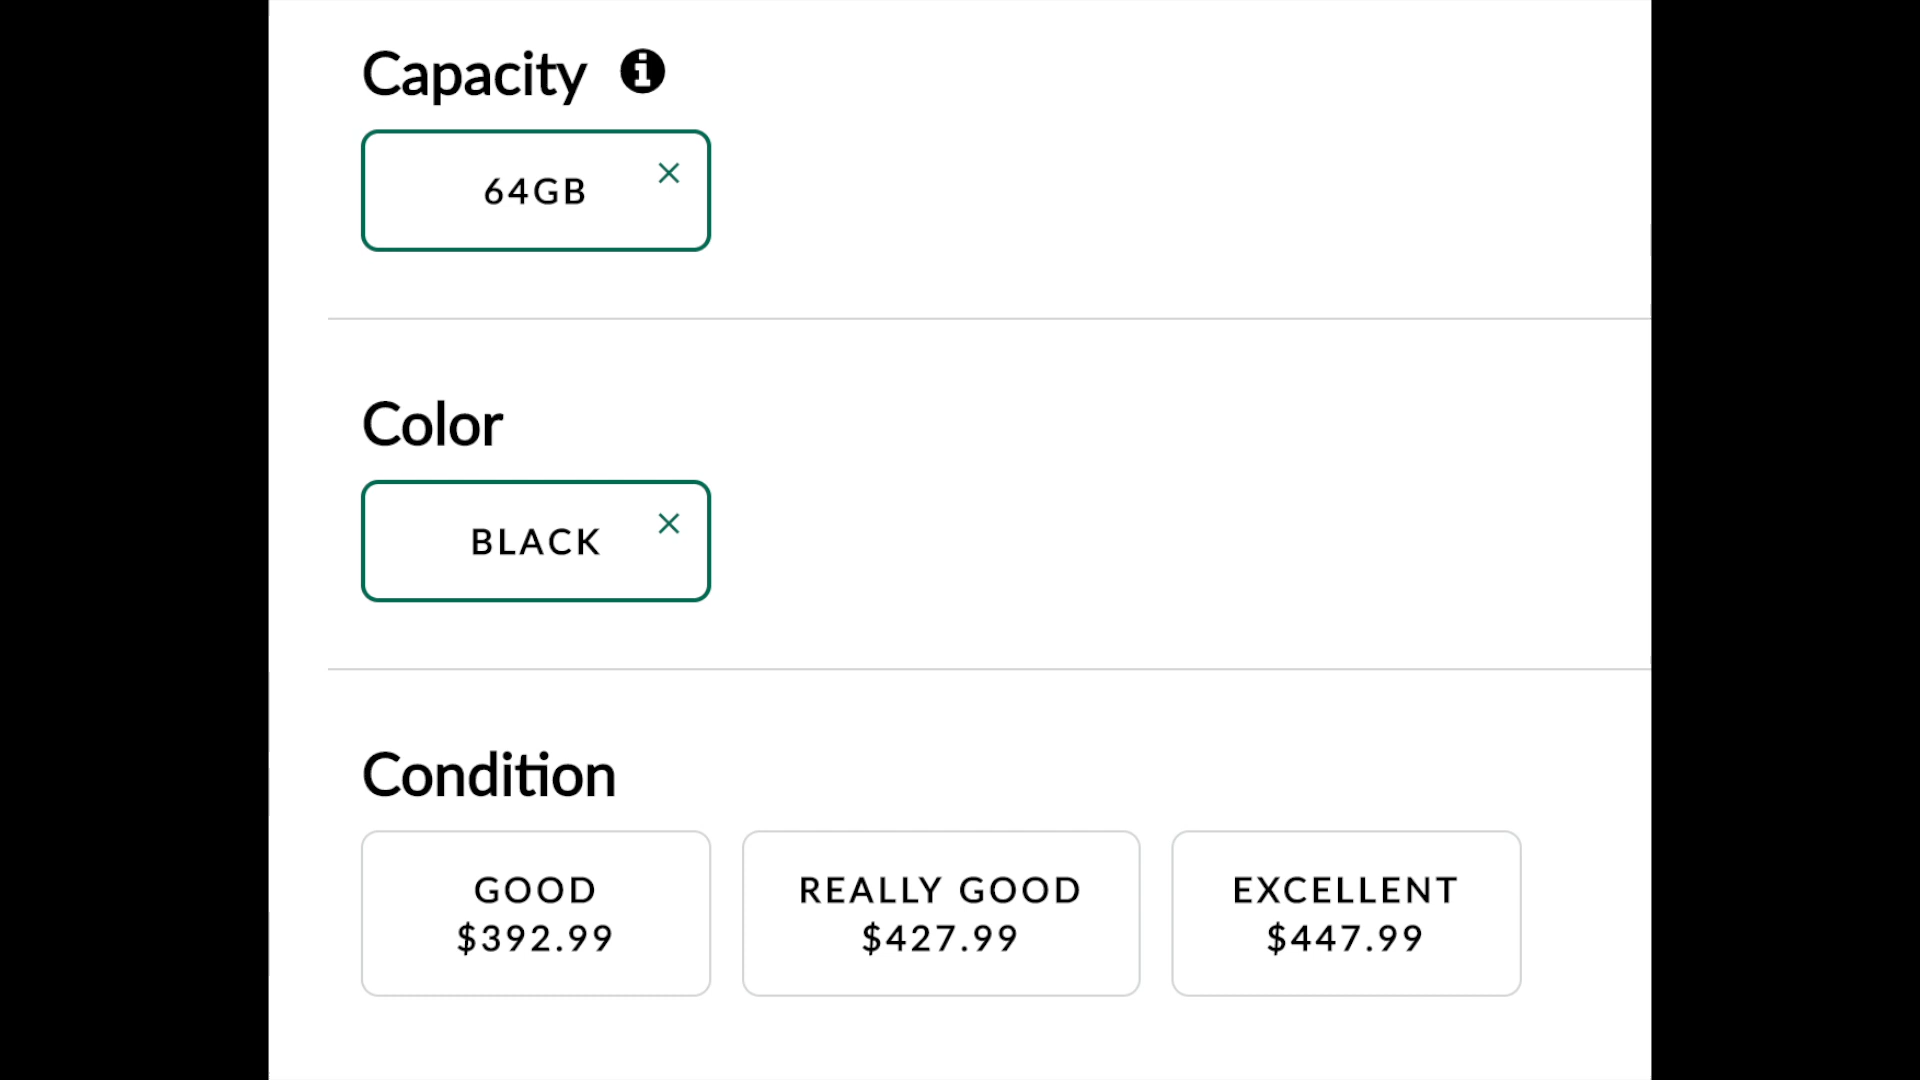 Capacity
64GB
Color
BLACK
Condition
GOOD
$392.99
REALLY GOOD
$427.99
EXCELLENT
$447.99